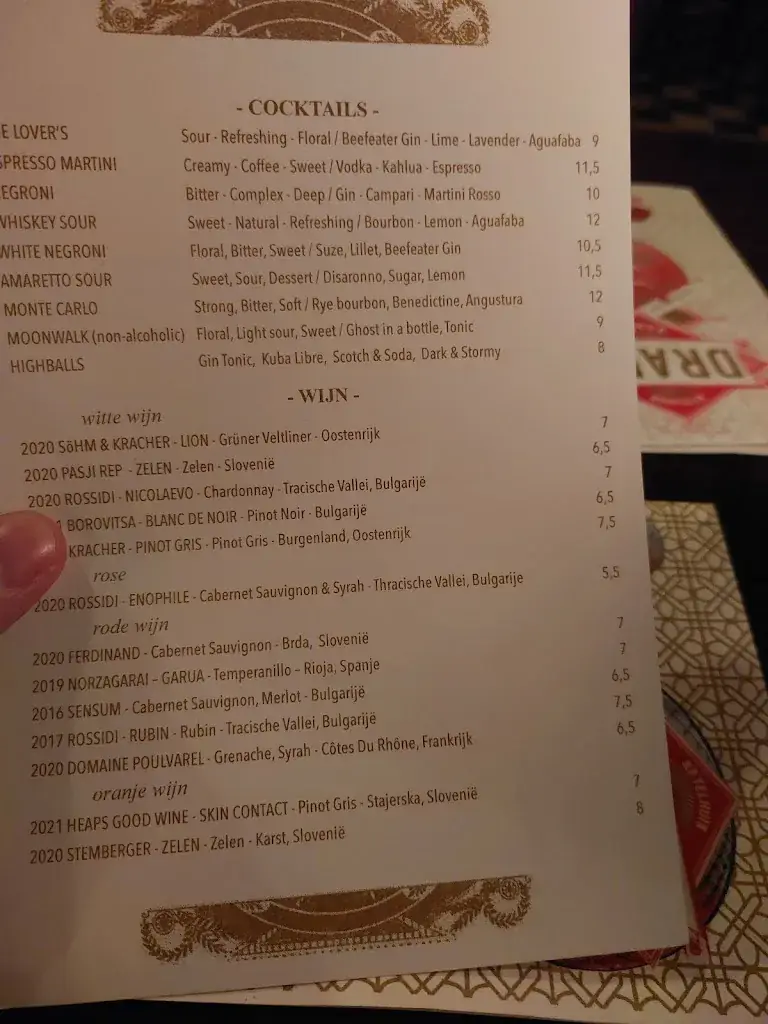 - COCKTAILS -
E LOVER'S Sour - Refreshing - Floral / Beefeater Gin - Lime - Lavender - Aguafaba 9
SPRESSO MARTINI Creamy - Coffee - Sweet / Vodka - Kahlua - Espresso 11,5
EGRONI Bitter - Complex - Deep / Gin - Campari - Martini Rosso 10
WHISKEY SOUR Sweet - Natural - Refreshing / Bourbon - Lemon - Aguafaba 12
WHITE NEGRONI Floral, Bitter, Sweet / Suze, Lillet, Beefeater Gin 10,5
AMARETTO SOUR Sweet, Sour, Dessert / Disaronno, Sugar, Lemon 11,5
MONTE CARLO Strong, Bitter, Soft / Rye bourbon, Benedictine, Angustura 12
MOONWALK (non-alcoholic) Floral, Light sour, Sweet / Ghost in a bottle, Tonic 9
HIGHBALLS Gin Tonic, Kuba Libre, Scotch & Soda, Dark & Stormy 8
- WIJN -
witte wijn
2020 SöHM & KRACHER - LION - Grüner Veltliner - Oostenrijk 7
2020 PASJI REP - ZELEN - Zelen - Slovenië 6,5
2020 ROSSIDI - NICOLAEVO - Chardonnay - Tracische Vallei, Bulgarijë 7
1 BOROVITSA - BLANC DE NOIR - Pinot Noir - Bulgarijë 6,5
KRACHER - PINOT GRIS - Pinot Gris - Burgenland, Oostenrijk 7,5
rose
2020 ROSSIDI - ENOPHILE - Cabernet Sauvignon & Syrah - Thracische Vallei, Bulgarije 5,5
rode wijn
2020 FERDINAND - Cabernet Sauvignon - Brda, Slovenië 7
2019 NORZAGARAI – GARUA - Temperanillo – Rioja, Spanje 7
2016 SENSUM - Cabernet Sauvignon, Merlot - Bulgarijë 6,5
2017 ROSSIDI - RUBIN - Rubin - Tracische Vallei, Bulgarijë 7,5
2020 DOMAINE POULVAREL - Grenache, Syrah - Côtes Du Rhône, Frankrijk 6,5
oranje wijn
2021 HEAPS GOOD WINE - SKIN CONTACT - Pinot Gris - Stajerska, Slovenië 7
2020 STEMBERGER - ZELEN - Zelen - Karst, Slovenië 8
DRA